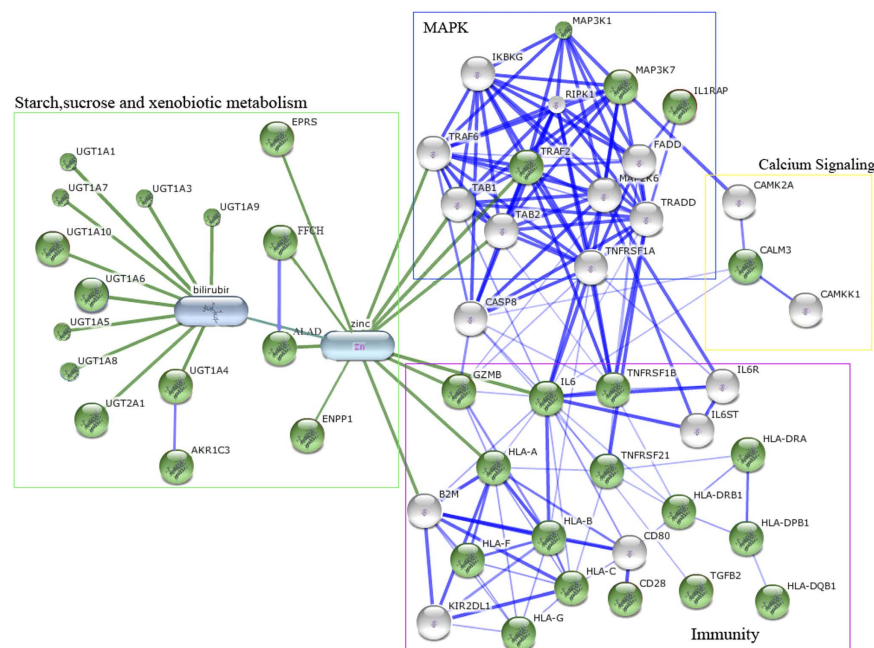 MAPK
MAP3K1
IKBKG
MAP3K7
RIPK1
IL1RAP
Starch,sucrose and xenobiotic metabolism
EPRS
TRAF6
TRAF2
FADD
UGT1A1
Calcium Signaling
UGT1A7
UGT1A3
TAB1
MAP2K6
CAMK2A
UGT1A9
TRADD
TAB2
UGT1A10
FFCH
TNFRSF1A
CALM3
UGT1A6
bilirubir
CAMKK1
CASP8
UGT1A5
zinc
ALAD
Zn
UGT1A8
UGT1A4
GZMB
IL6
TNFRSF1B
IL6R
UGT2A1
ENPP1
IL6ST
AKR1C3
HLA-A
TNFRSF21
HLA-DRA
B2M
HLA-DRB1
HLA-B
HLA-DPB1
CD80
HLA-F
HLA-C
CD28
TGFB2
HLA-DQB1
KIR2DL1
HLA-G
Immunity